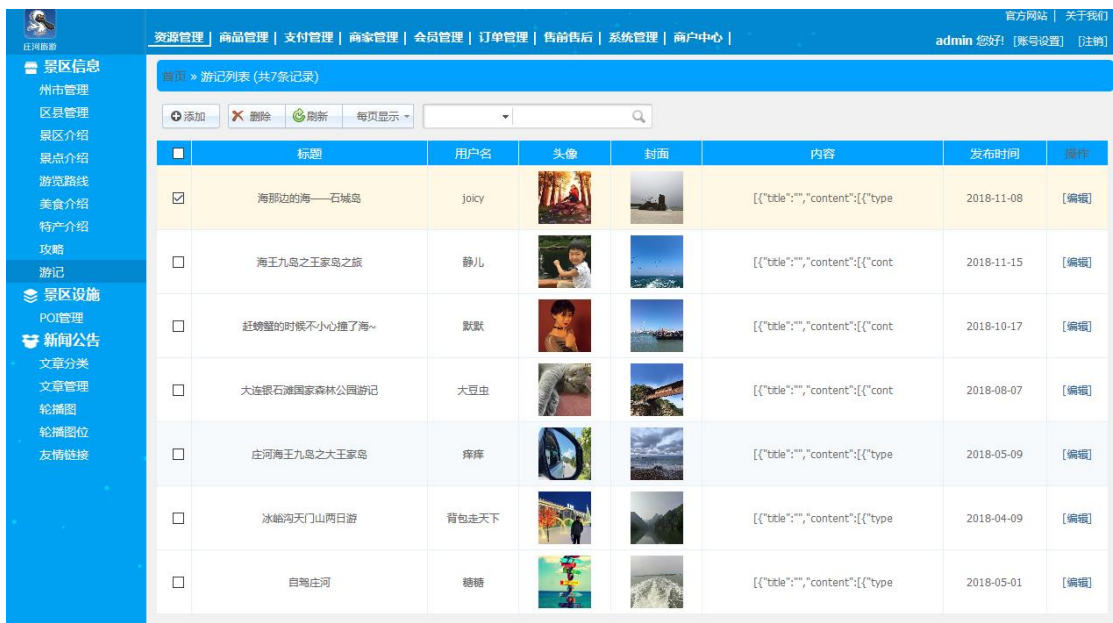 官方网站 | 关于我们
庄河旅游
资源管理 | 商品管理 | 支付管理 | 商家管理 | 会员管理 | 订单管理 | 售前售后 | 系统管理 | 商户中心 |
admin 您好! [账号设置] [注销]
景区信息
州市管理
区县管理
景区介绍
景点介绍
游览路线
美食介绍
特产介绍
攻略
游记
景区设施
POI管理
新闻公告
文章分类
文章管理
轮播图
轮播图位
友情链接
首页 » 游记列表 (共7条记录)
添加 删除 刷新 每页显示
标题 用户名 头像 封面 内容 发布时间 操作
海那边的海——石城岛 joicy [{"title":"","content":[{"type 2018-11-08 [编辑]
海王九岛之王家岛之旅 静儿 [{"title":"","content":[{"cont 2018-11-15 [编辑]
赶螃蟹的时候不小心撞了海~ 默默 [{"title":"","content":[{"cont 2018-10-17 [编辑]
大连银石滩国家森林公园游记 大豆虫 [{"title":"","content":[{"cont 2018-08-07 [编辑]
庄河海王九岛之大王家岛 痒痒 [{"title":"","content":[{"type 2018-05-09 [编辑]
冰峪沟天门山两日游 背包走天下 [{"title":"","content":[{"type 2018-04-09 [编辑]
自驾庄河 糖糖 [{"title":"","content":[{"type 2018-05-01 [编辑]